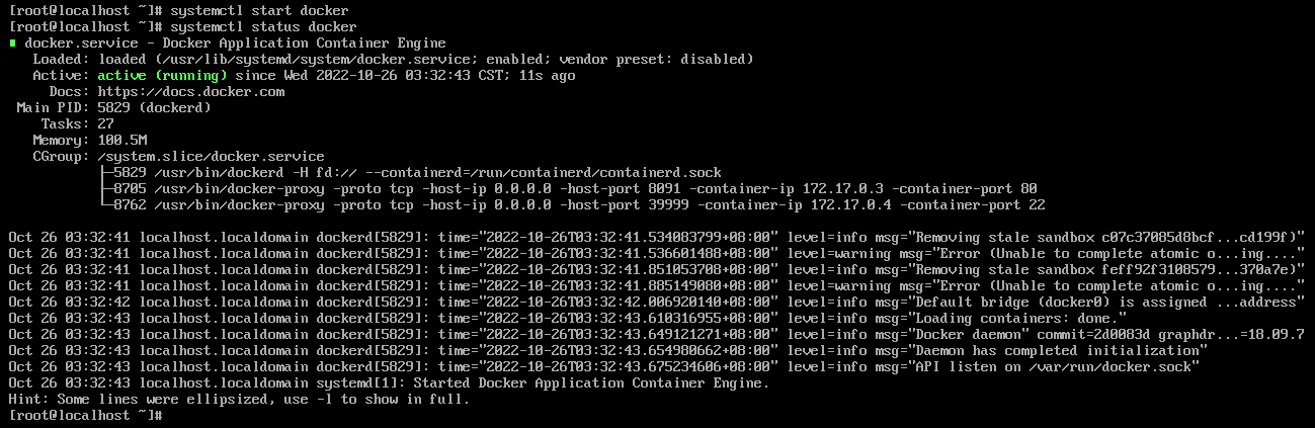 [root@localhost ~]# systemctl start docker
[root@localhost ~]# systemctl status docker
docker.service - Docker Application Container Engine
Loaded: loaded (/usr/lib/systemd/system/docker.service; enabled; vendor preset: disabled)
Active: active (running) since Wed 2022-10-26 03:32:43 CST; 11s ago
Docs: https://docs.docker.com
Main PID: 5829 (dockerd)
Tasks: 27
Memory: 100.5M
CGroup: /system.slice/docker.service
├─5829 /usr/bin/dockerd -H fd:// --containerd=/run/containerd/containerd.sock
├─8705 /usr/bin/docker-proxy -proto tcp -host-ip 0.0.0.0 -host-port 8091 -container-ip 172.17.0.3 -container-port 80
└─8762 /usr/bin/docker-proxy -proto tcp -host-ip 0.0.0.0 -host-port 39999 -container-ip 172.17.0.4 -container-port 22
Oct 26 03:32:41 localhost.localdomain dockerd[5829]: time="2022-10-26T03:32:41.534083799+08:00" level=info msg="Removing stale sandbox c07c37085d8bcf...cd199f)"
Oct 26 03:32:41 localhost.localdomain dockerd[5829]: time="2022-10-26T03:32:41.536601488+08:00" level=warning msg="Error (Unable to complete atomic o...ing...."
Oct 26 03:32:41 localhost.localdomain dockerd[5829]: time="2022-10-26T03:32:41.851053708+08:00" level=info msg="Removing stale sandbox feff92f3108579...370a7e)"
Oct 26 03:32:41 localhost.localdomain dockerd[5829]: time="2022-10-26T03:32:41.885149080+08:00" level=warning msg="Error (Unable to complete atomic o...ing...."
Oct 26 03:32:42 localhost.localdomain dockerd[5829]: time="2022-10-26T03:32:42.006920140+08:00" level=info msg="Default bridge (docker0) is assigned ...address"
Oct 26 03:32:43 localhost.localdomain dockerd[5829]: time="2022-10-26T03:32:43.610316955+08:00" level=info msg="Loading containers: done."
Oct 26 03:32:43 localhost.localdomain dockerd[5829]: time="2022-10-26T03:32:43.649121271+08:00" level=info msg="Docker daemon" commit=2d0083d graphdr...=18.09.7
Oct 26 03:32:43 localhost.localdomain dockerd[5829]: time="2022-10-26T03:32:43.654980662+08:00" level=info msg="Daemon has completed initialization"
Oct 26 03:32:43 localhost.localdomain dockerd[5829]: time="2022-10-26T03:32:43.675234606+08:00" level=info msg="API listen on /var/run/docker.sock"
Oct 26 03:32:43 localhost.localdomain systemd[1]: Started Docker Application Container Engine.
Hint: Some lines were ellipsized, use -l to show in full.
[root@localhost ~]#